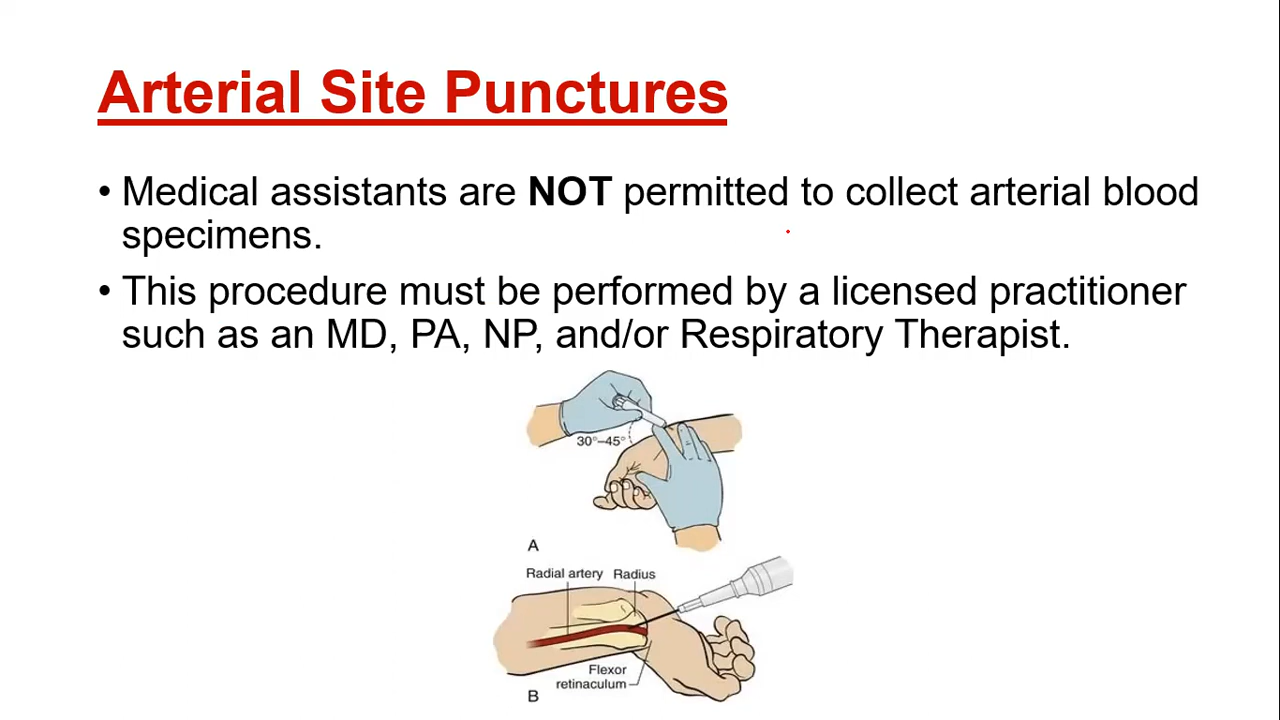 Arterial Site Punctures
• Medical assistants are NOT permitted to collect arterial blood
specimens.
• This procedure must be performed by a licensed practitioner
such as an MD, PA, NP, and/or Respiratory Therapist.
30°–45°
A
Radial artery
Radius
Flexor
retinaculum
B